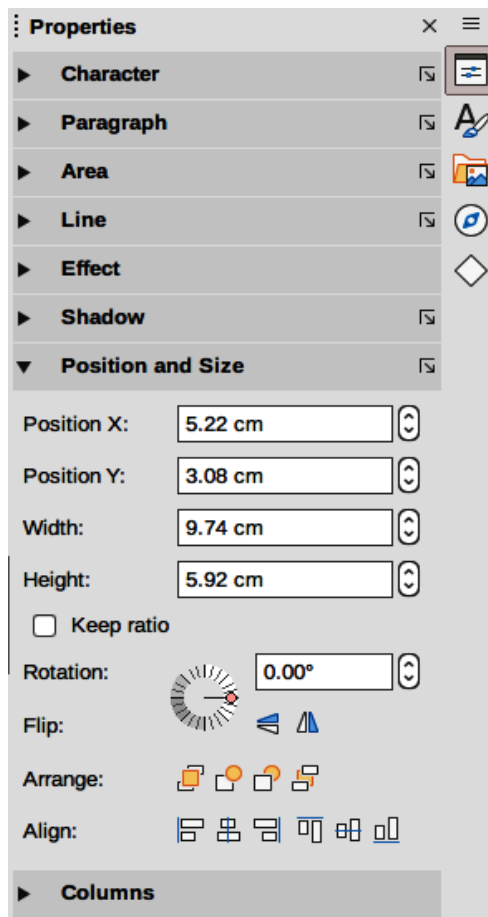 Properties
Character
Paragraph
Area
Line
Effect
Shadow
Position and Size
Position X: 5.22 cm
Position Y: 3.08 cm
Width: 9.74 cm
Height: 5.92 cm
Keep ratio
Rotation: 0.00°
Flip:
Arrange:
Align:
Columns